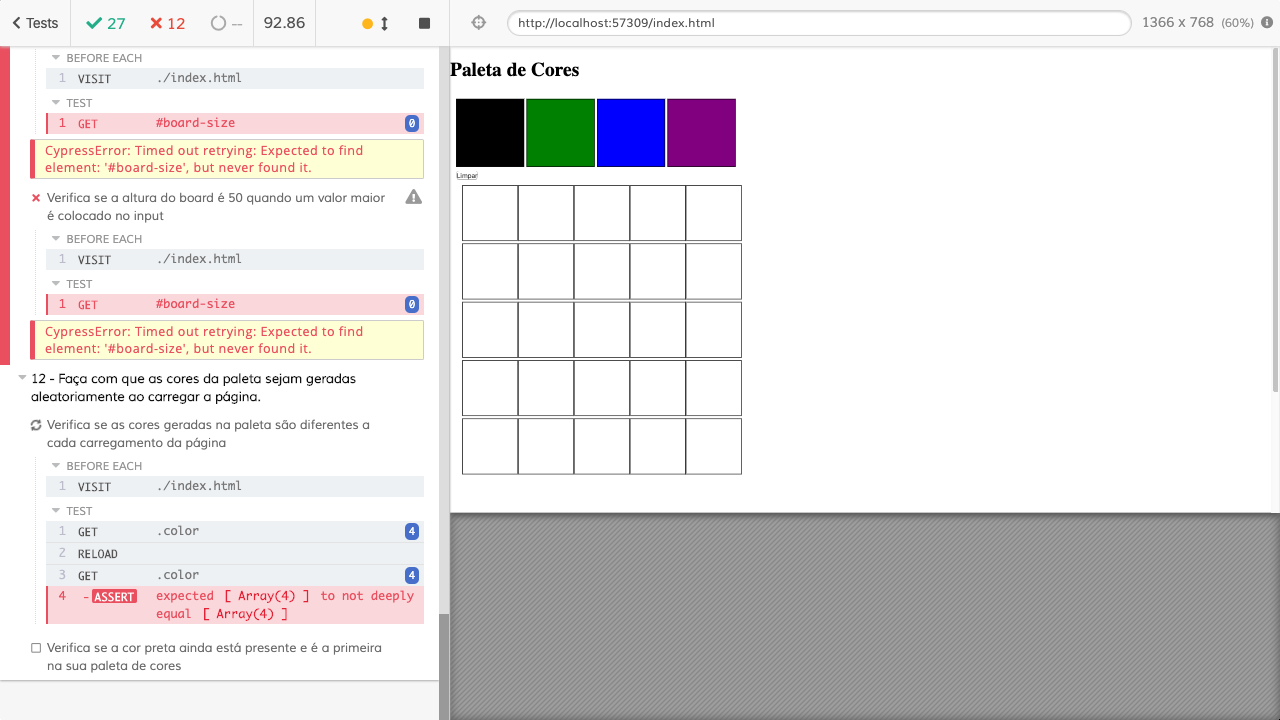 Tests
27
12
--
92.86
http://localhost:57309/index.html
1366 x 768 (60%)
BEFORE EACH
1 VISIT ./index.html
TEST
1 GET #board-size 0
CypressError: Timed out retrying: Expected to find
element: '#board-size', but never found it.
Verifica se a altura do board é 50 quando um valor maior
é colocado no input
BEFORE EACH
1 VISIT ./index.html
TEST
1 GET #board-size 0
CypressError: Timed out retrying: Expected to find
element: '#board-size', but never found it.
12 - Faça com que as cores da paleta sejam geradas
aleatoriamente ao carregar a página.
Verifica se as cores geradas na paleta são diferentes a
cada carregamento da página
BEFORE EACH
1 VISIT ./index.html
TEST
1 GET .color 4
2 RELOAD
3 GET .color 4
4 -ASSERT expected [ Array(4) ] to not deeply
equal [ Array(4) ]
Verifica se a cor preta ainda está presente e é a primeira
na sua paleta de cores
Paleta de Cores
Limpar